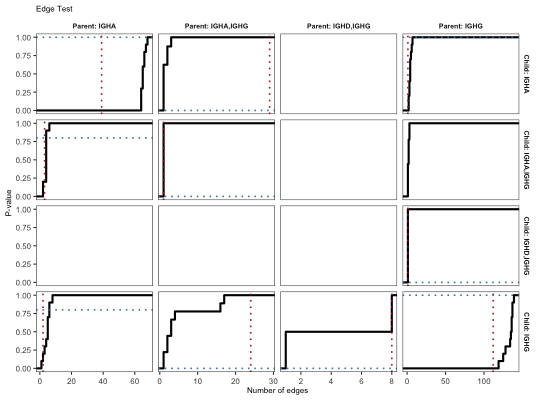 Edge Test
Parent: IGHA
Parent: IGHA,IGHG
Parent: IGHD,IGHG
Parent: IGHG
1.00
0.75
0.50
0.25
0.00
Child: IGHA
1.00
0.75
0.50
0.25
0.00
Child: IGHA,IGHG
P-value
1.00
0.75
0.50
0.25
0.00
Child: IGHD,IGHG
1.00
0.75
0.50
0.25
0.00
Child: IGHG
0 20 40 60
0 10 20 30
2 4 6 8
0 50 100
Number of edges